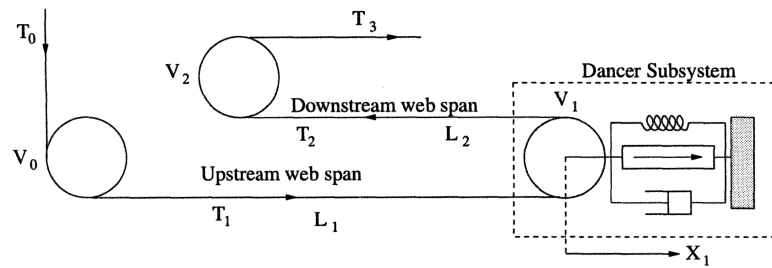 T0
T3
V2
Dancer Subsystem
V1
Downstream web span
T2
L2
V0
Upstream web span
T1
L1
X1